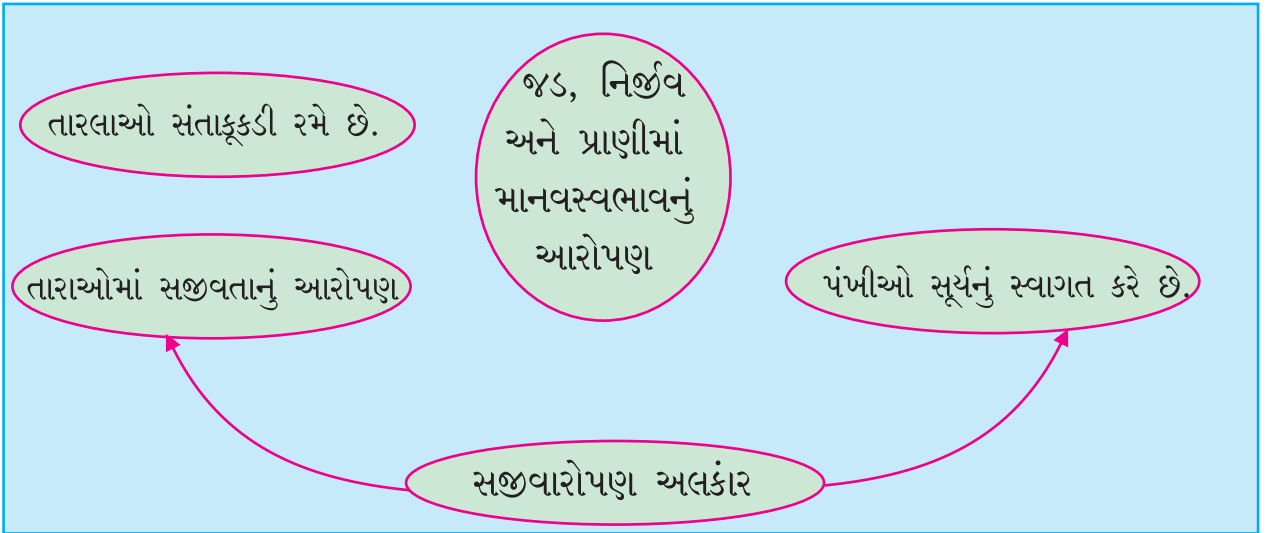 તારલાઓ સંતાકૂકડી રમે છે.
જડ, નિર્જીવ
અને પ્રાણીમાં
માનવસ્વભાવનું
આરોપણ
તારાઓમાં સજીવતાનું આરોપણ
પંખીઓ સૂર્યનું સ્વાગત કરે છે.
સજીવારોપણ અલકાંર